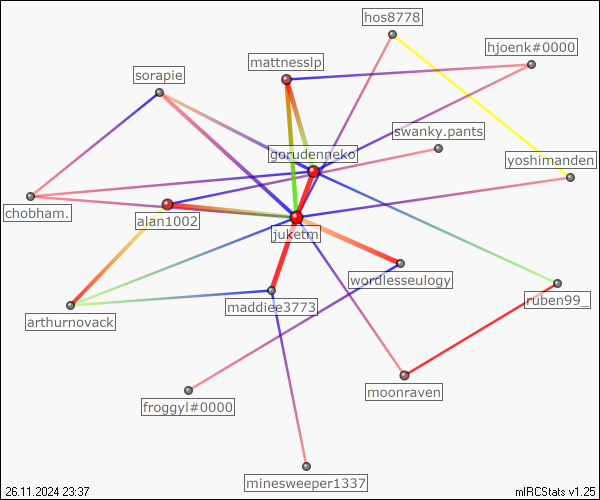 hos8778
hjoenk#0000
mattnesslp
sorapie
swanky.pants
gorudenneko
yoshimanden
chobham.
alan1002
juketm
wordlesseulogy
ruben99_
maddiee3773
arthurnovack
moonraven
froggyl#0000
minesweeper1337
26.11.2024 23:37
mIRCStats v1.25